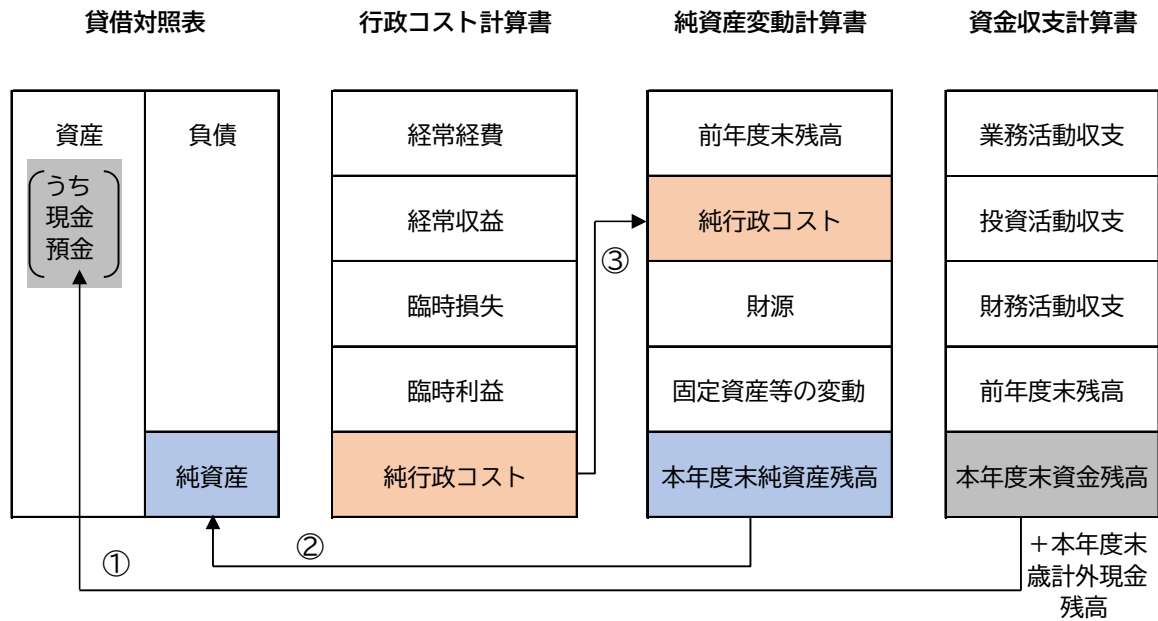 貸借対照表
行政コスト計算書
純資産変動計算書
資金収支計算書
資産
うち
現金
預金
負債
純資産
経常経費
経常収益
臨時損失
臨時利益
純行政コスト
前年度末残高
純行政コスト
財源
固定資産等の変動
本年度末純資産残高
業務活動収支
投資活動収支
財務活動収支
前年度末残高
本年度末資金残高
①
②
③
＋本年度末
歳計外現金
残高